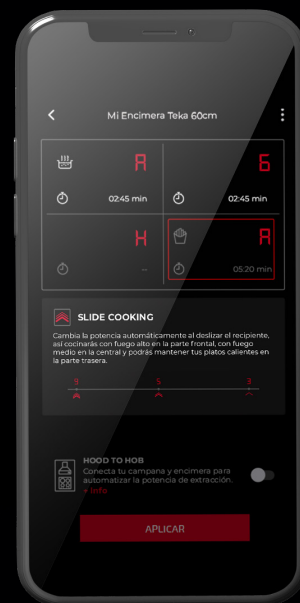 Mi Encimera Teka 60cm
A 6
02:45 min 02:45 min
H A
-- 05:20 min
SLIDE COOKING
Cambia la potencia automáticamente al deslizar el recipiente,
así cocinarás con fuego alto en la parte frontal, con fuego
medio en la central y podrás mantener tus platos calientes en
la parte trasera.
9 5 3
HOOD TO HOB
Conecta tu campana y encimera para
automatizar la potencia de extracción.
+ info
APLICAR